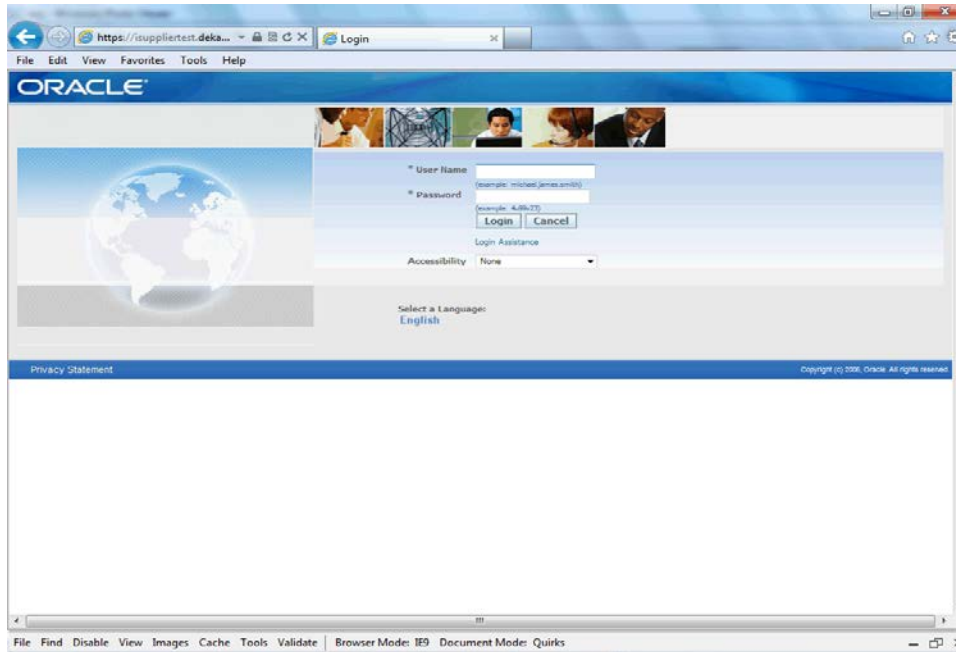 https://isuppliertest.deka...
Login
File Edit View Favorites Tools Help
ORACLE
* User Name
(example: michael.james.smith)
* Password
(example: 4u99v23)
Login Cancel
Login Assistance
Accessibility None
Select a Language:
English
Privacy Statement
Copyright (c) 2006, Oracle. All rights reserved.
File Find Disable View Images Cache Tools Validate Browser Mode: IE9 Document Mode: Quirks